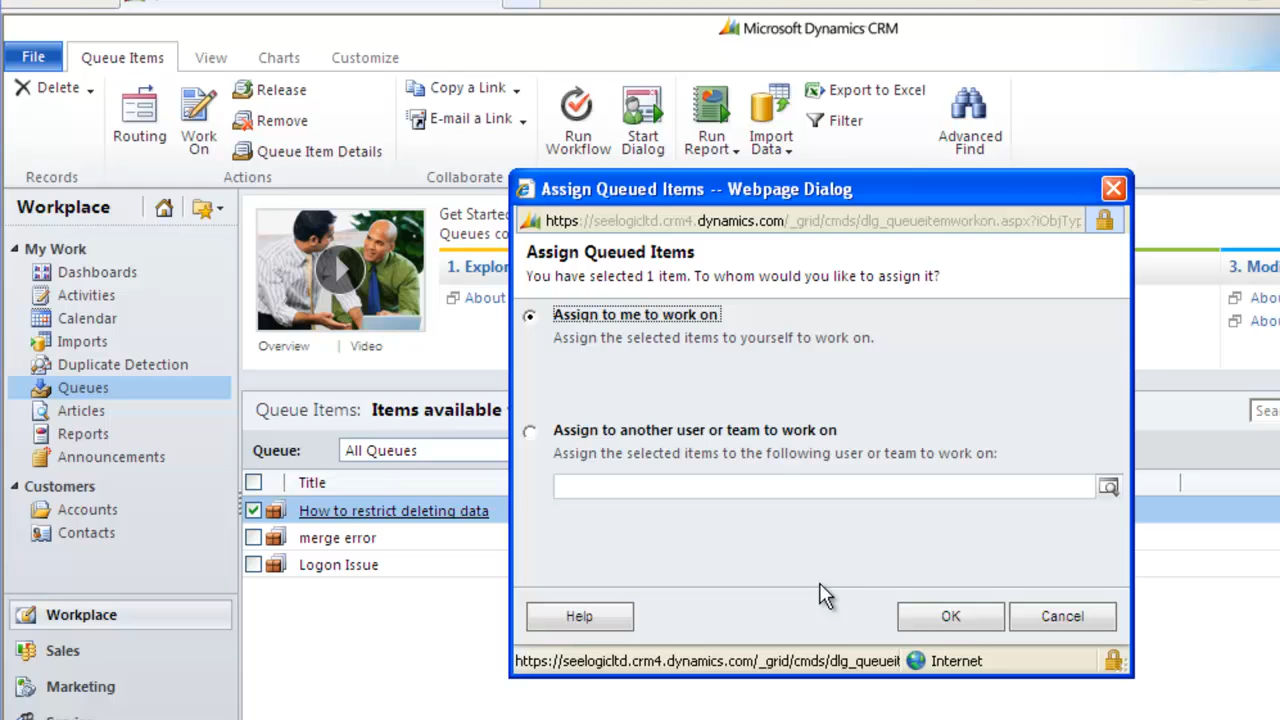 Microsoft Dynamics CRM
File
Queue Items
View
Charts
Customize
Delete
Routing
Work
On
Release
Remove
Queue Item Details
Copy a Link
E-mail a Link
Run
Workflow
Start
Dialog
Run
Report
Import
Data
Export to Excel
Filter
Advanced
Find
Records
Actions
Collaborate
Workplace
My Work
Dashboards
Activities
Calendar
Imports
Duplicate Detection
Queues
Articles
Reports
Announcements
Customers
Accounts
Contacts
Workplace
Sales
Marketing
Overview | Video
Get Starte
Queues co
1. Explor
About
3. Modi
Abou
Abou
Queue Items: Items available
Sea
Queue: All Queues
Title
How to restrict deleting data
merge error
Logon Issue
Assign Queued Items -- Webpage Dialog
https://seelogicltd.crm4.dynamics.com/_grid/cmds/dlg_queueitemworkon.aspx?iObjTyp
Assign Queued Items
You have selected 1 item. To whom would you like to assign it?
Assign to me to work on
Assign the selected items to yourself to work on.
Assign to another user or team to work on
Assign the selected items to the following user or team to work on:
Help
OK
Cancel
https://seelogicltd.crm4.dynamics.com/_grid/cmds/dlg_queueit
Internet